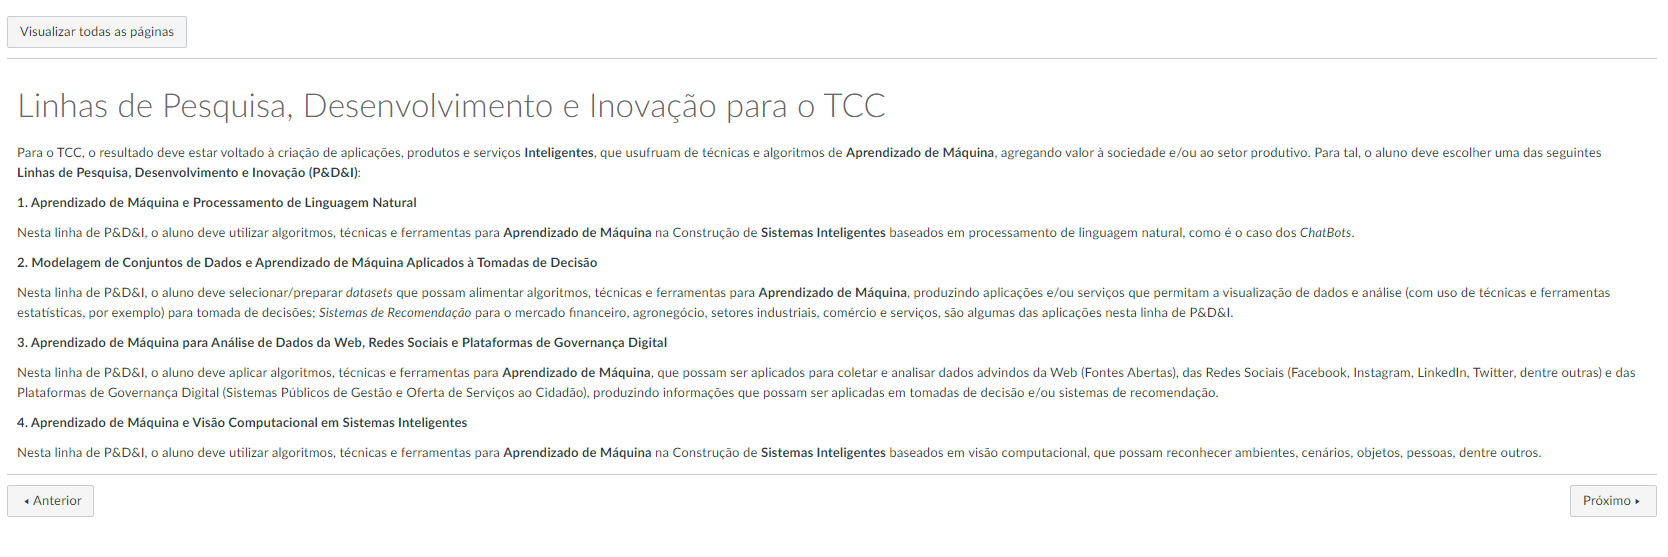 Visualizar todas as páginas
Linhas de Pesquisa, Desenvolvimento e Inovação para o TCC
Para o TCC, o resultado deve estar voltado à criação de aplicações, produtos e serviços Inteligentes, que usufruam de técnicas e algoritmos de Aprendizado de Máquina, agregando valor à sociedade e/ou ao setor produtivo. Para tal, o aluno deve escolher uma das seguintes
Linhas de Pesquisa, Desenvolvimento e Inovação (P&D&I):
1. Aprendizado de Máquina e Processamento de Linguagem Natural
Nesta linha de P&D&I, o aluno deve utilizar algoritmos, técnicas e ferramentas para Aprendizado de Máquina na Construção de Sistemas Inteligentes baseados em processamento de linguagem natural, como é o caso dos ChatBots.
2. Modelagem de Conjuntos de Dados e Aprendizado de Máquina Aplicados à Tomadas de Decisão
Nesta linha de P&D&I, o aluno deve selecionar/preparar datasets que possam alimentar algoritmos, técnicas e ferramentas para Aprendizado de Máquina, produzindo aplicações e/ou serviços que permitam a visualização de dados e análise (com uso de técnicas e ferramentas
estatísticas, por exemplo) para tomada de decisões; Sistemas de Recomendação para o mercado financeiro, agronegócio, setores industriais, comércio e serviços, são algumas das aplicações nesta linha de P&D&I.
3. Aprendizado de Máquina para Análise de Dados da Web, Redes Sociais e Plataformas de Governança Digital
Nesta linha de P&D&I, o aluno deve aplicar algoritmos, técnicas e ferramentas para Aprendizado de Máquina, que possam ser aplicados para coletar e analisar dados advindos da Web (Fontes Abertas), das Redes Sociais (Facebook, Instagram, LinkedIn, Twitter, dentre outras) e das
Plataformas de Governança Digital (Sistemas Públicos de Gestão e Oferta de Serviços ao Cidadão), produzindo informações que possam ser aplicadas em tomadas de decisão e/ou sistemas de recomendação.
4. Aprendizado de Máquina e Visão Computacional em Sistemas Inteligentes
Nesta linha de P&D&I, o aluno deve utilizar algoritmos, técnicas e ferramentas para Aprendizado de Máquina na Construção de Sistemas Inteligentes baseados em visão computacional, que possam reconhecer ambientes, cenários, objetos, pessoas, dentre outros.
Anterior
Próximo